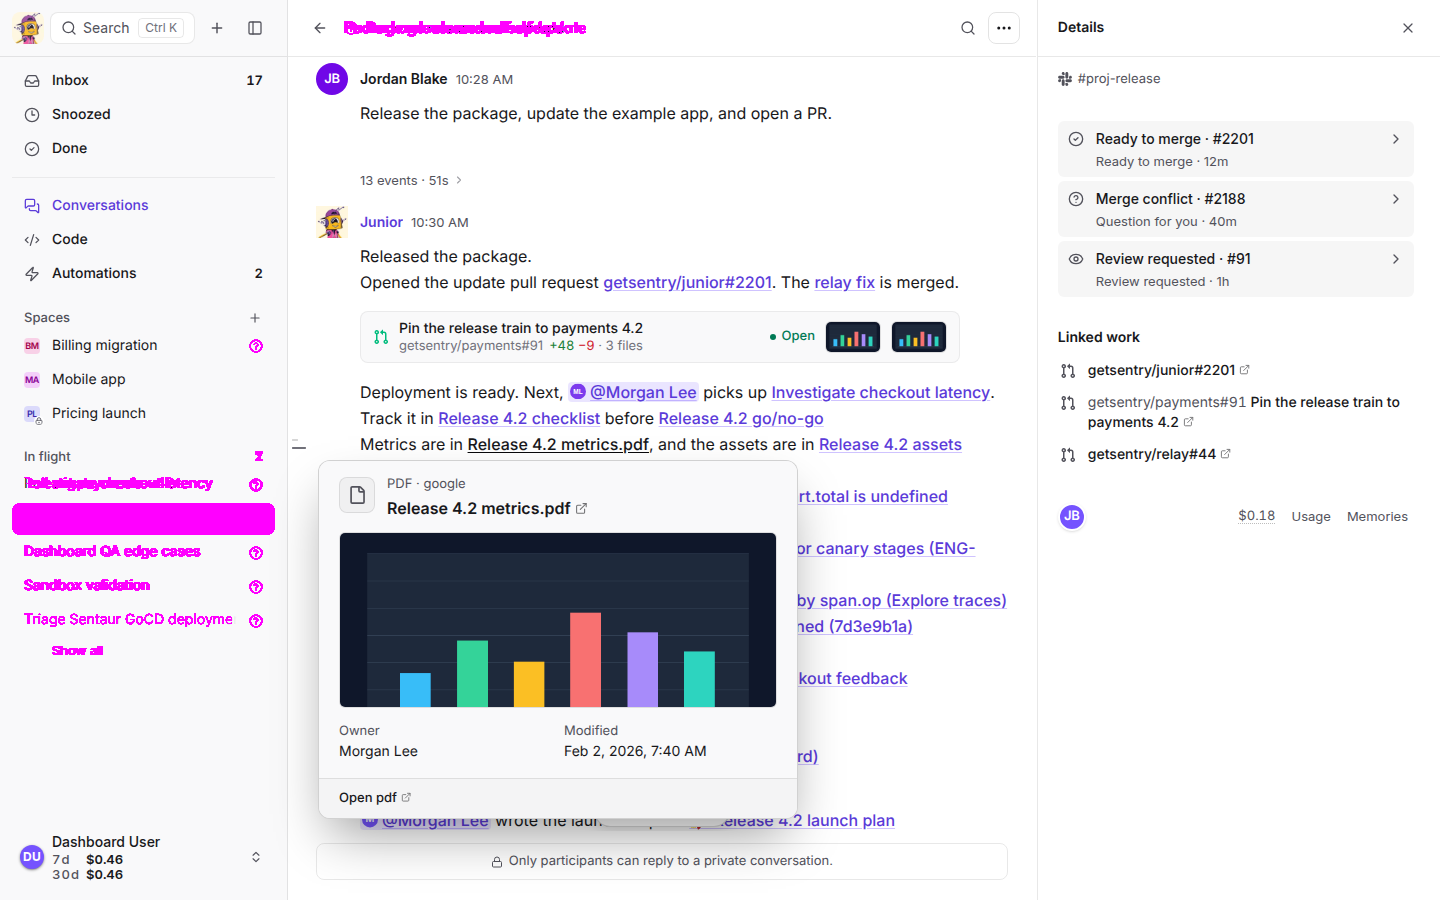 Search Ctrl K
Inbox 17
Snoozed
Done
Conversations
Code
Automations 2
Spaces
BM Billing migration
MA Mobile app
PL Pricing launch
In flight
Dashboard QA edge cases
Sandbox validation
Triage Sentaur GoCD deployme
Show all
DU Dashboard User
7d $0.46
30d $0.46
JB Jordan Blake 10:28 AM
Release the package, update the example app, and open a PR.
13 events · 51s
Junior 10:30 AM
Released the package.
Opened the update pull request getsentry/junior#2201. The relay fix is merged.
Pin the release train to payments 4.2
getsentry/payments#91 +48 −9 · 3 files
Open
Deployment is ready. Next, ML @Morgan Lee picks up Investigate checkout latency.
Track it in Release 4.2 checklist before Release 4.2 go/no-go
Metrics are in Release 4.2 metrics.pdf, and the assets are in Release 4.2 assets
PDF · google
Release 4.2 metrics.pdf
Owner
Morgan Lee
Modified
Feb 2, 2026, 7:40 AM
Open pdf
rt.total is undefined
or canary stages (ENG-
by span.op (Explore traces)
ned (7d3e9b1a)
kout feedback
rd)
@Morgan Lee wrote the release 4.2 launch plan
Only participants can reply to a private conversation.
Details
#proj-release
Ready to merge · #2201
Ready to merge · 12m
Merge conflict · #2188
Question for you · 40m
Review requested · #91
Review requested · 1h
Linked work
getsentry/junior#2201
getsentry/payments#91 Pin the release train to
payments 4.2
getsentry/relay#44
JB $0.18 Usage Memories